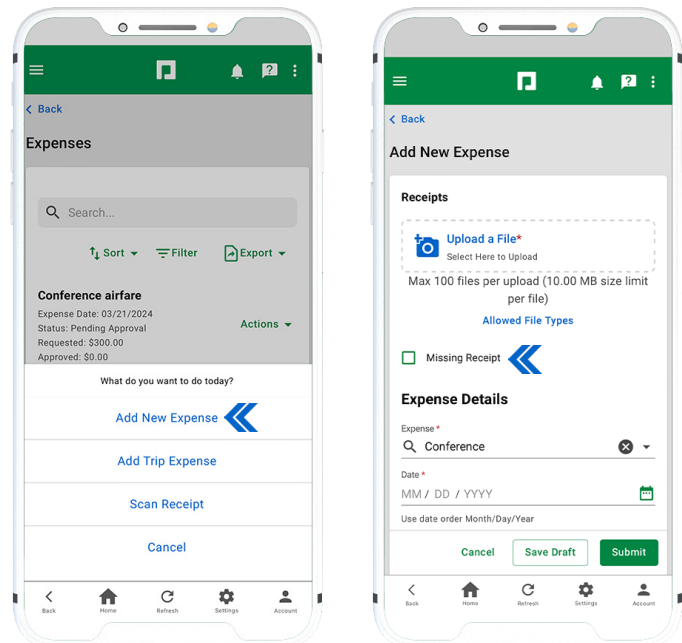 Back
Expenses
Search...
Sort
Filter
Export
Conference airfare
Expense Date: 03/21/2024
Status: Pending Approval
Requested: $300.00
Approved: $0.00
Actions
What do you want to do today?
Add New Expense
Add Trip Expense
Scan Receipt
Cancel
Back
Home
Refresh
Settings
Account
Back
Add New Expense
Receipts
Upload a File*
Select Here to Upload
Max 100 files per upload (10.00 MB size limit
per file)
Allowed File Types
Missing Receipt
Expense Details
Expense *
Conference
Date *
MM / DD / YYYY
Use date order Month/Day/Year
Cancel
Save Draft
Submit
Back
Home
Refresh
Settings
Account